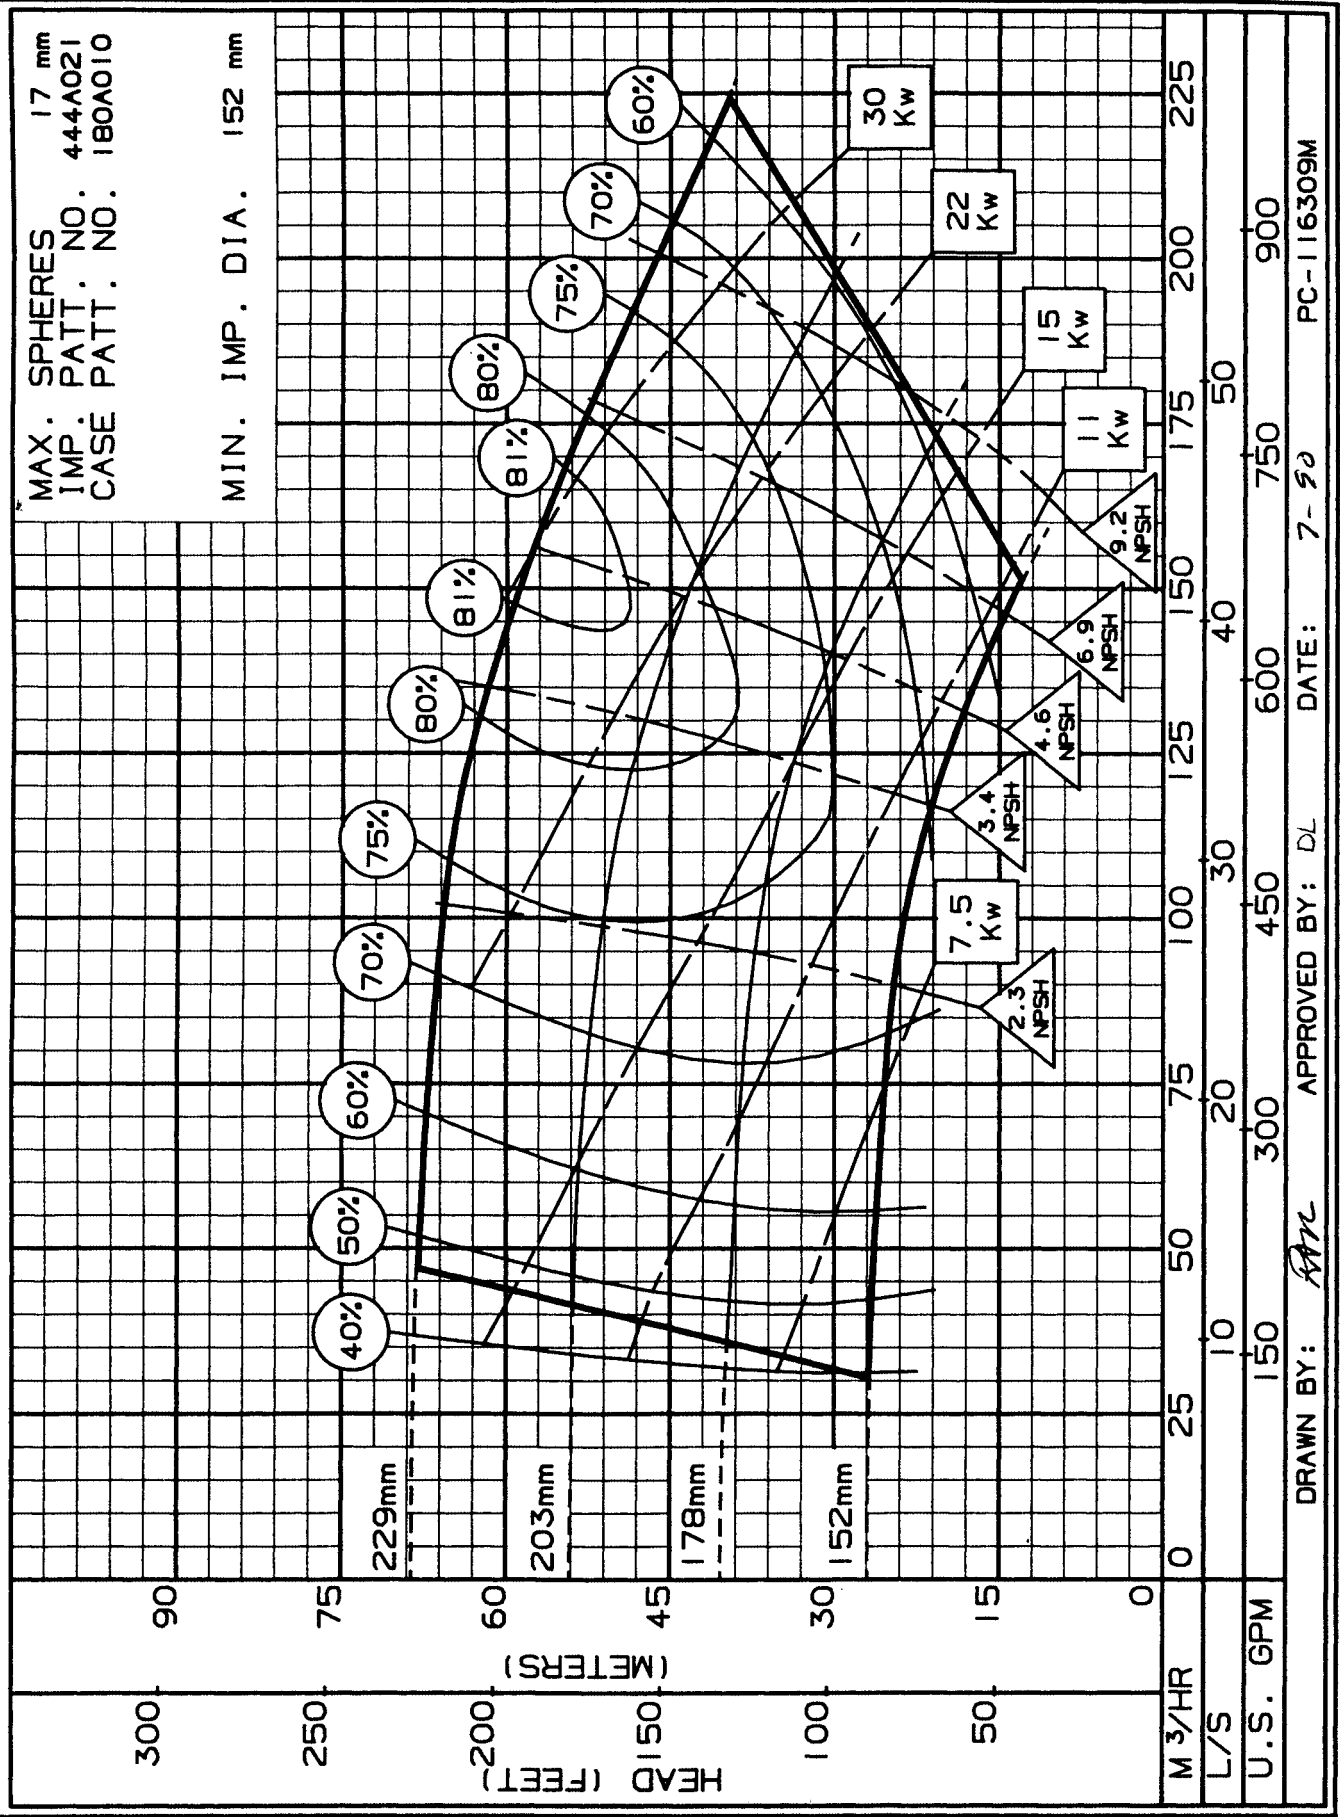 MAX. SPHERES 17 mm
IMP. PATT. NO. 444A021
CASE PATT. NO. 180A010
MIN. IMP. DIA. 152 mm
40%
50%
60%
70%
75%
80%
81%
81%
80%
75%
70%
60%
229mm
203mm
178mm
152mm
30
Kw
22
Kw
15
Kw
11
Kw
7.5
Kw
2.3
NPSH
3.4
NPSH
4.6
NPSH
6.9
NPSH
9.2
NPSH
HEAD (FEET)
300
200
150
100
50
(METERS)
90
75
60
45
30
15
0
M³/HR 0 25 50 75 100 125 150 175 200 225
L/S 10 20 30 40 50
U.S. GPM 150 300 450 600 750 900
DRAWN BY: APPROVED BY: DL DATE: 7-90 PC-116309M